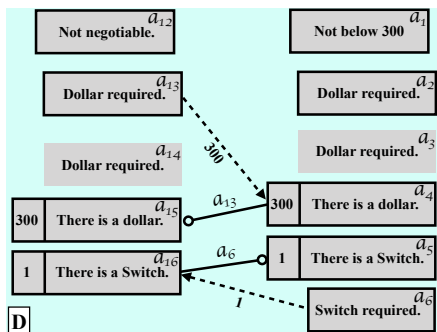 Not negotiable. a12
Not below 300 a1
Dollar required. a13
Dollar required. a2
300
Dollar required. a14
Dollar required. a3
300 There is a dollar. a15
a13
300 There is a dollar. a4
1 There is a Switch. a16
a6
1 There is a Switch. a5
1
Switch required. a6
D